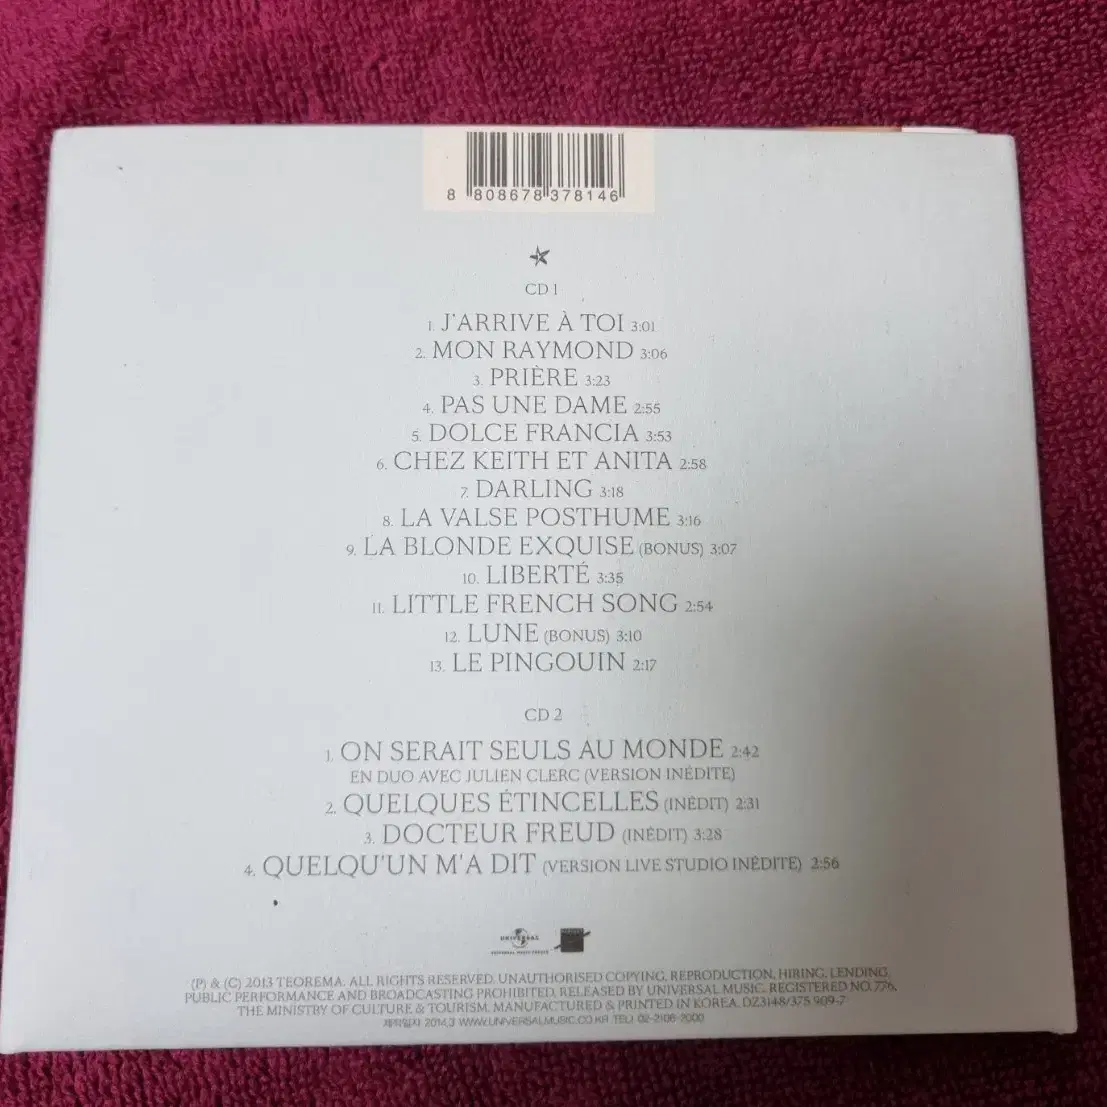 8 808678 378146
CD 1
1. J'ARRIVE À TOI 3:01
2. MON RAYMOND 3:06
3. PRIÈRE 3:23
4. PAS UNE DAME 2:55
5. DOLCE FRANCIA 3:53
6. CHEZ KEITH ET ANITA 2:58
7. DARLING 3:18
8. LA VALSE POSTHUME 3:16
9. LA BLONDE EXQUISE (BONUS) 3:07
10. LIBERTÉ 3:35
11. LITTLE FRENCH SONG 2:54
12. LUNE (BONUS) 3:10
13. LE PINGOUIN 2:17
CD 2
1. ON SERAIT SEULS AU MONDE 2:42
EN DUO AVEC JULIEN CLERC (VERSION INÉDITE)
2. QUELQUES ÉTINCELLES (INÉDIT) 2:31
3. DOCTEUR FREUD (INÉDIT) 3:28
4. QUELQU'UN M'A DIT (VERSION LIVE STUDIO INÉDITE) 2:56
UNIVERSAL
(P) & (C) 2013 TEOREMA. ALL RIGHTS RESERVED. UNAUTHORISED COPYING, REPRODUCTION, HIRING, LENDING,
PUBLIC PERFORMANCE AND BROADCASTING PROHIBITED. RELEASED BY UNIVERSAL MUSIC. REGISTERED NO. 776,
THE MINISTRY OF CULTURE & TOURISM. MANUFACTURED & PRINTED IN KOREA. DZ3148/375 909-7
제작일자 2014.3 WWW.UNIVERSALMUSIC.CO.KR TEL) 02-2106-2000